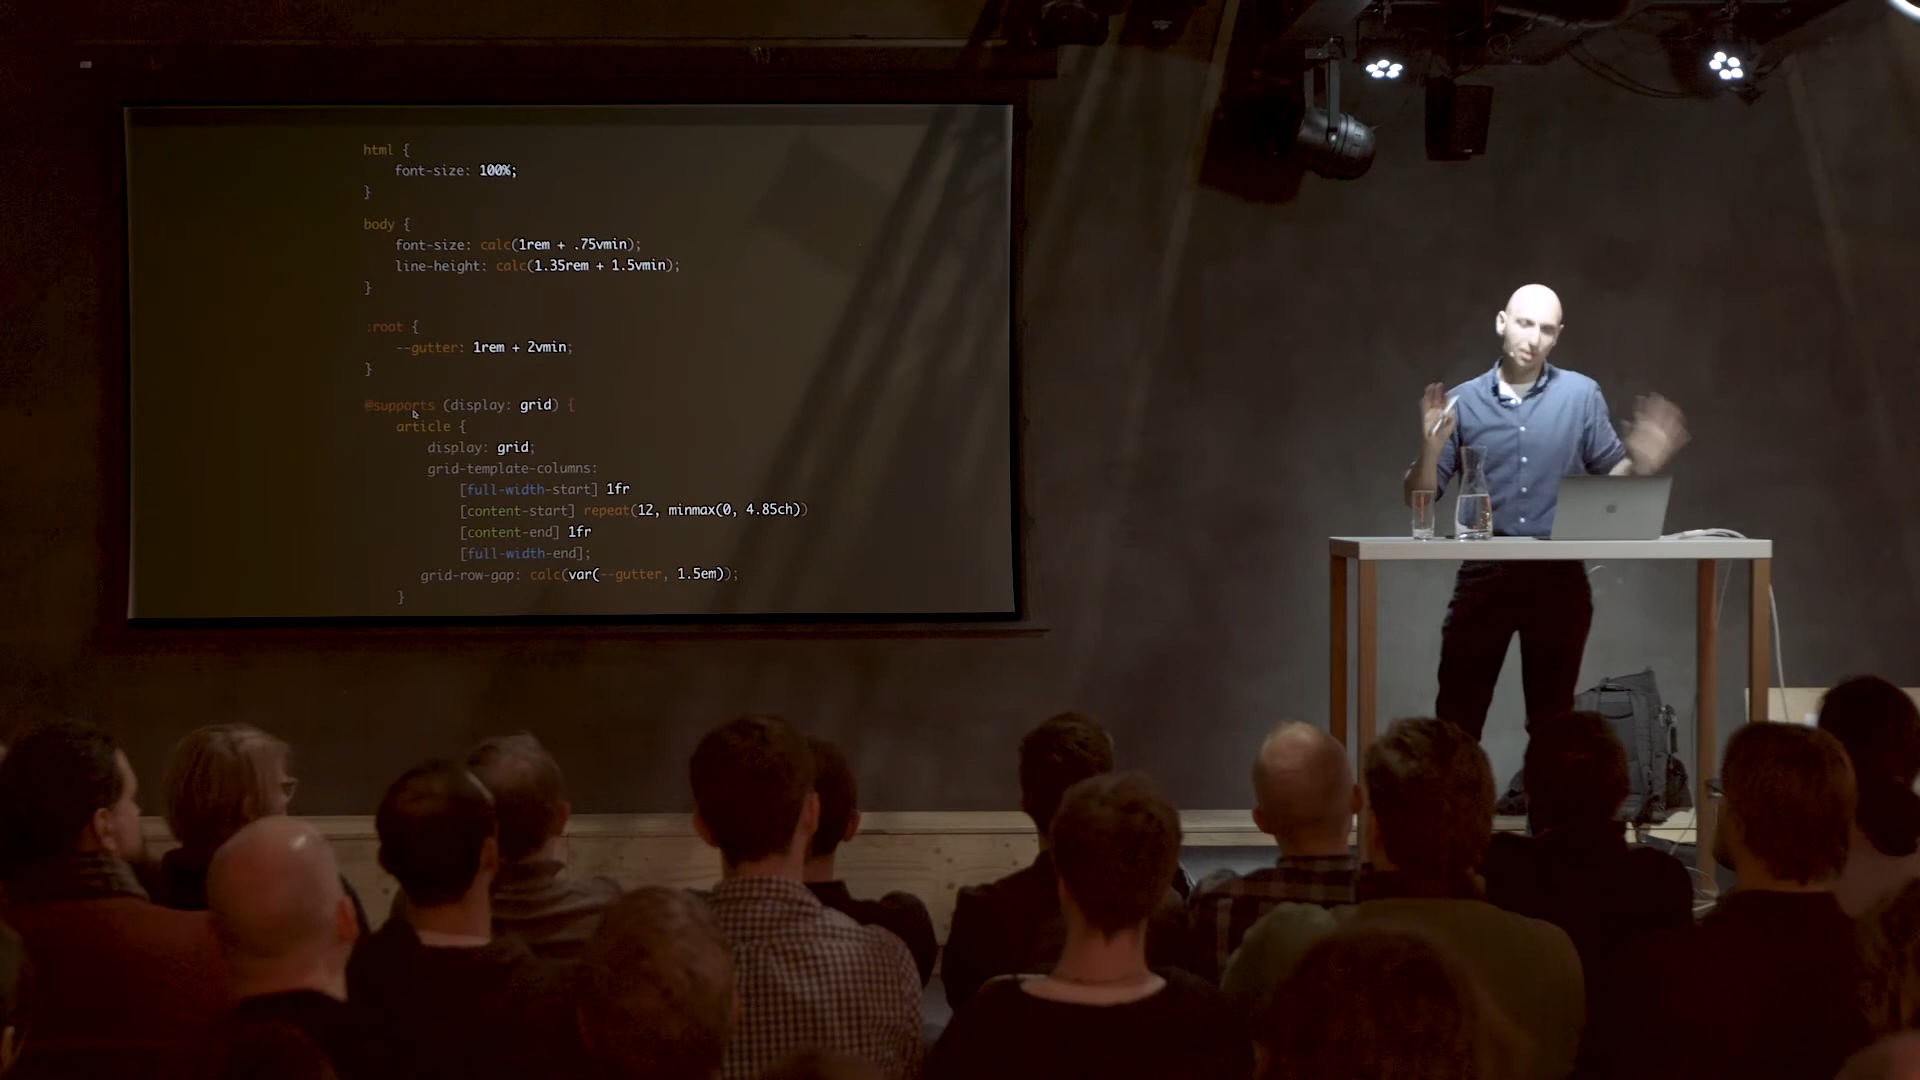 html {
font-size: 100%;
}
body {
font-size: calc(1rem + .75vmin);
line-height: calc(1.35rem + 1.5vmin);
}
:root {
--gutter: 1rem + 2vmin;
}
@supports (display: grid) {
article {
display: grid;
grid-template-columns:
[full-width-start] 1fr
[content-start] repeat(12, minmax(0, 4.85ch))
[content-end] 1fr
[full-width-end];
grid-row-gap: calc(var(--gutter, 1.5em));
}